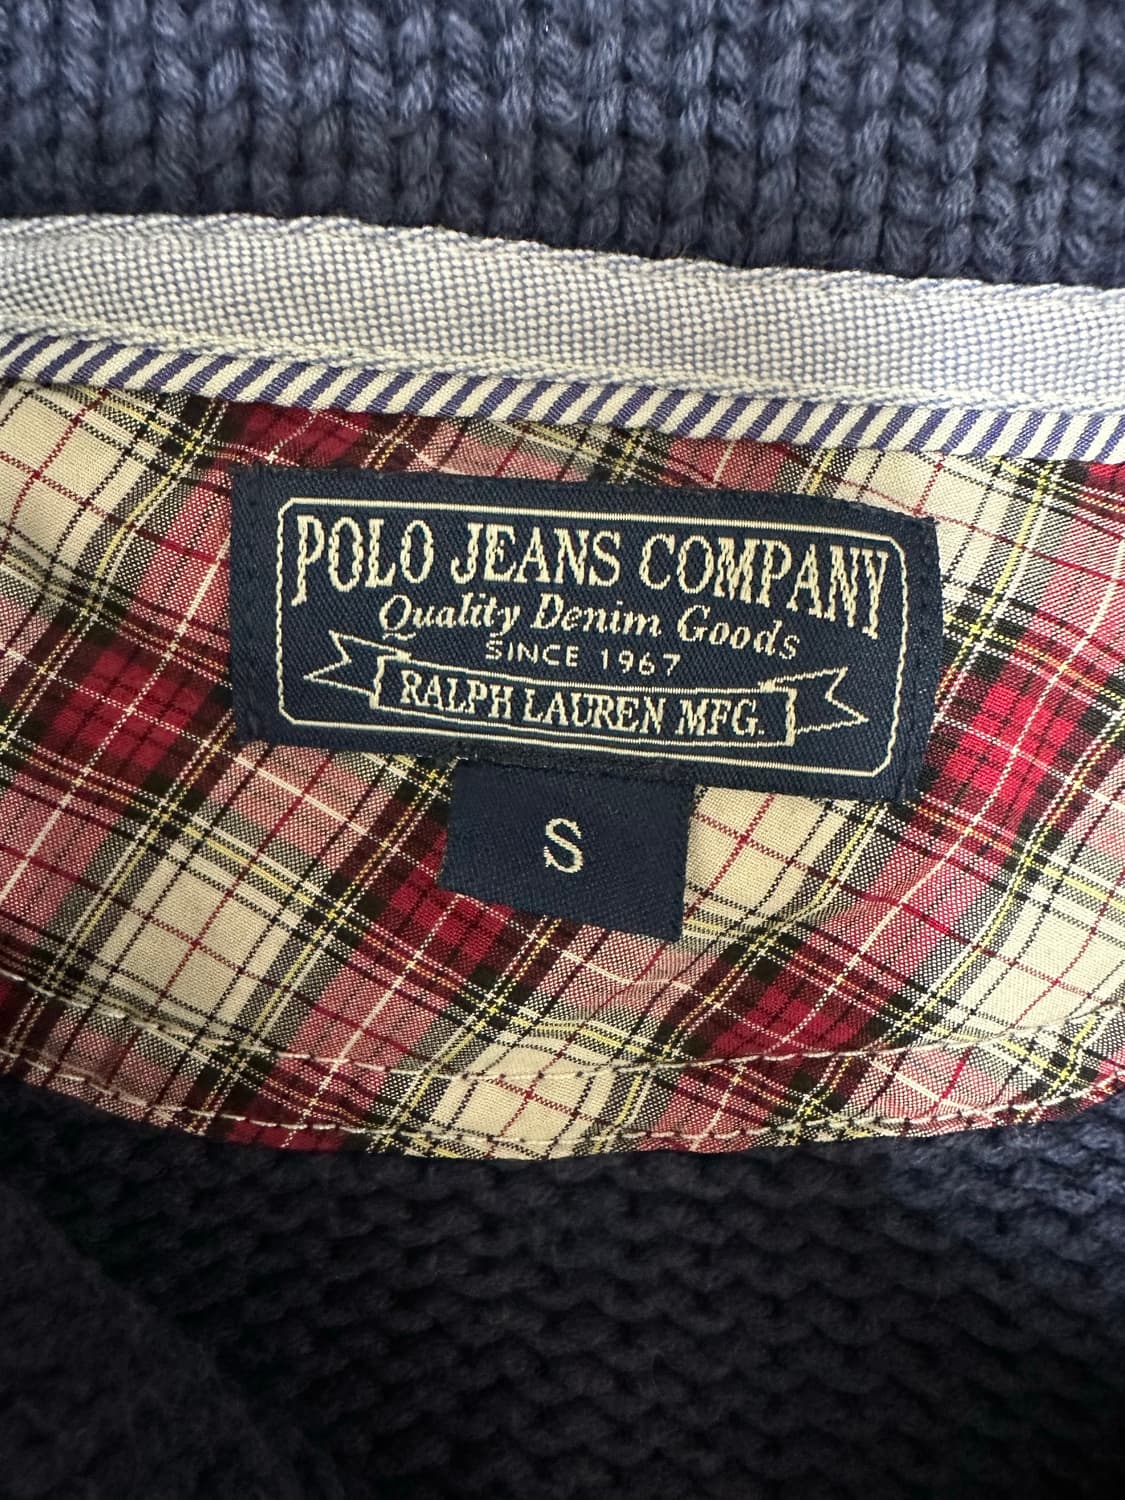 POLO JEANS COMPANY
Quality Denim Goods
SINCE 1967
RALPH LAUREN MFG.
S